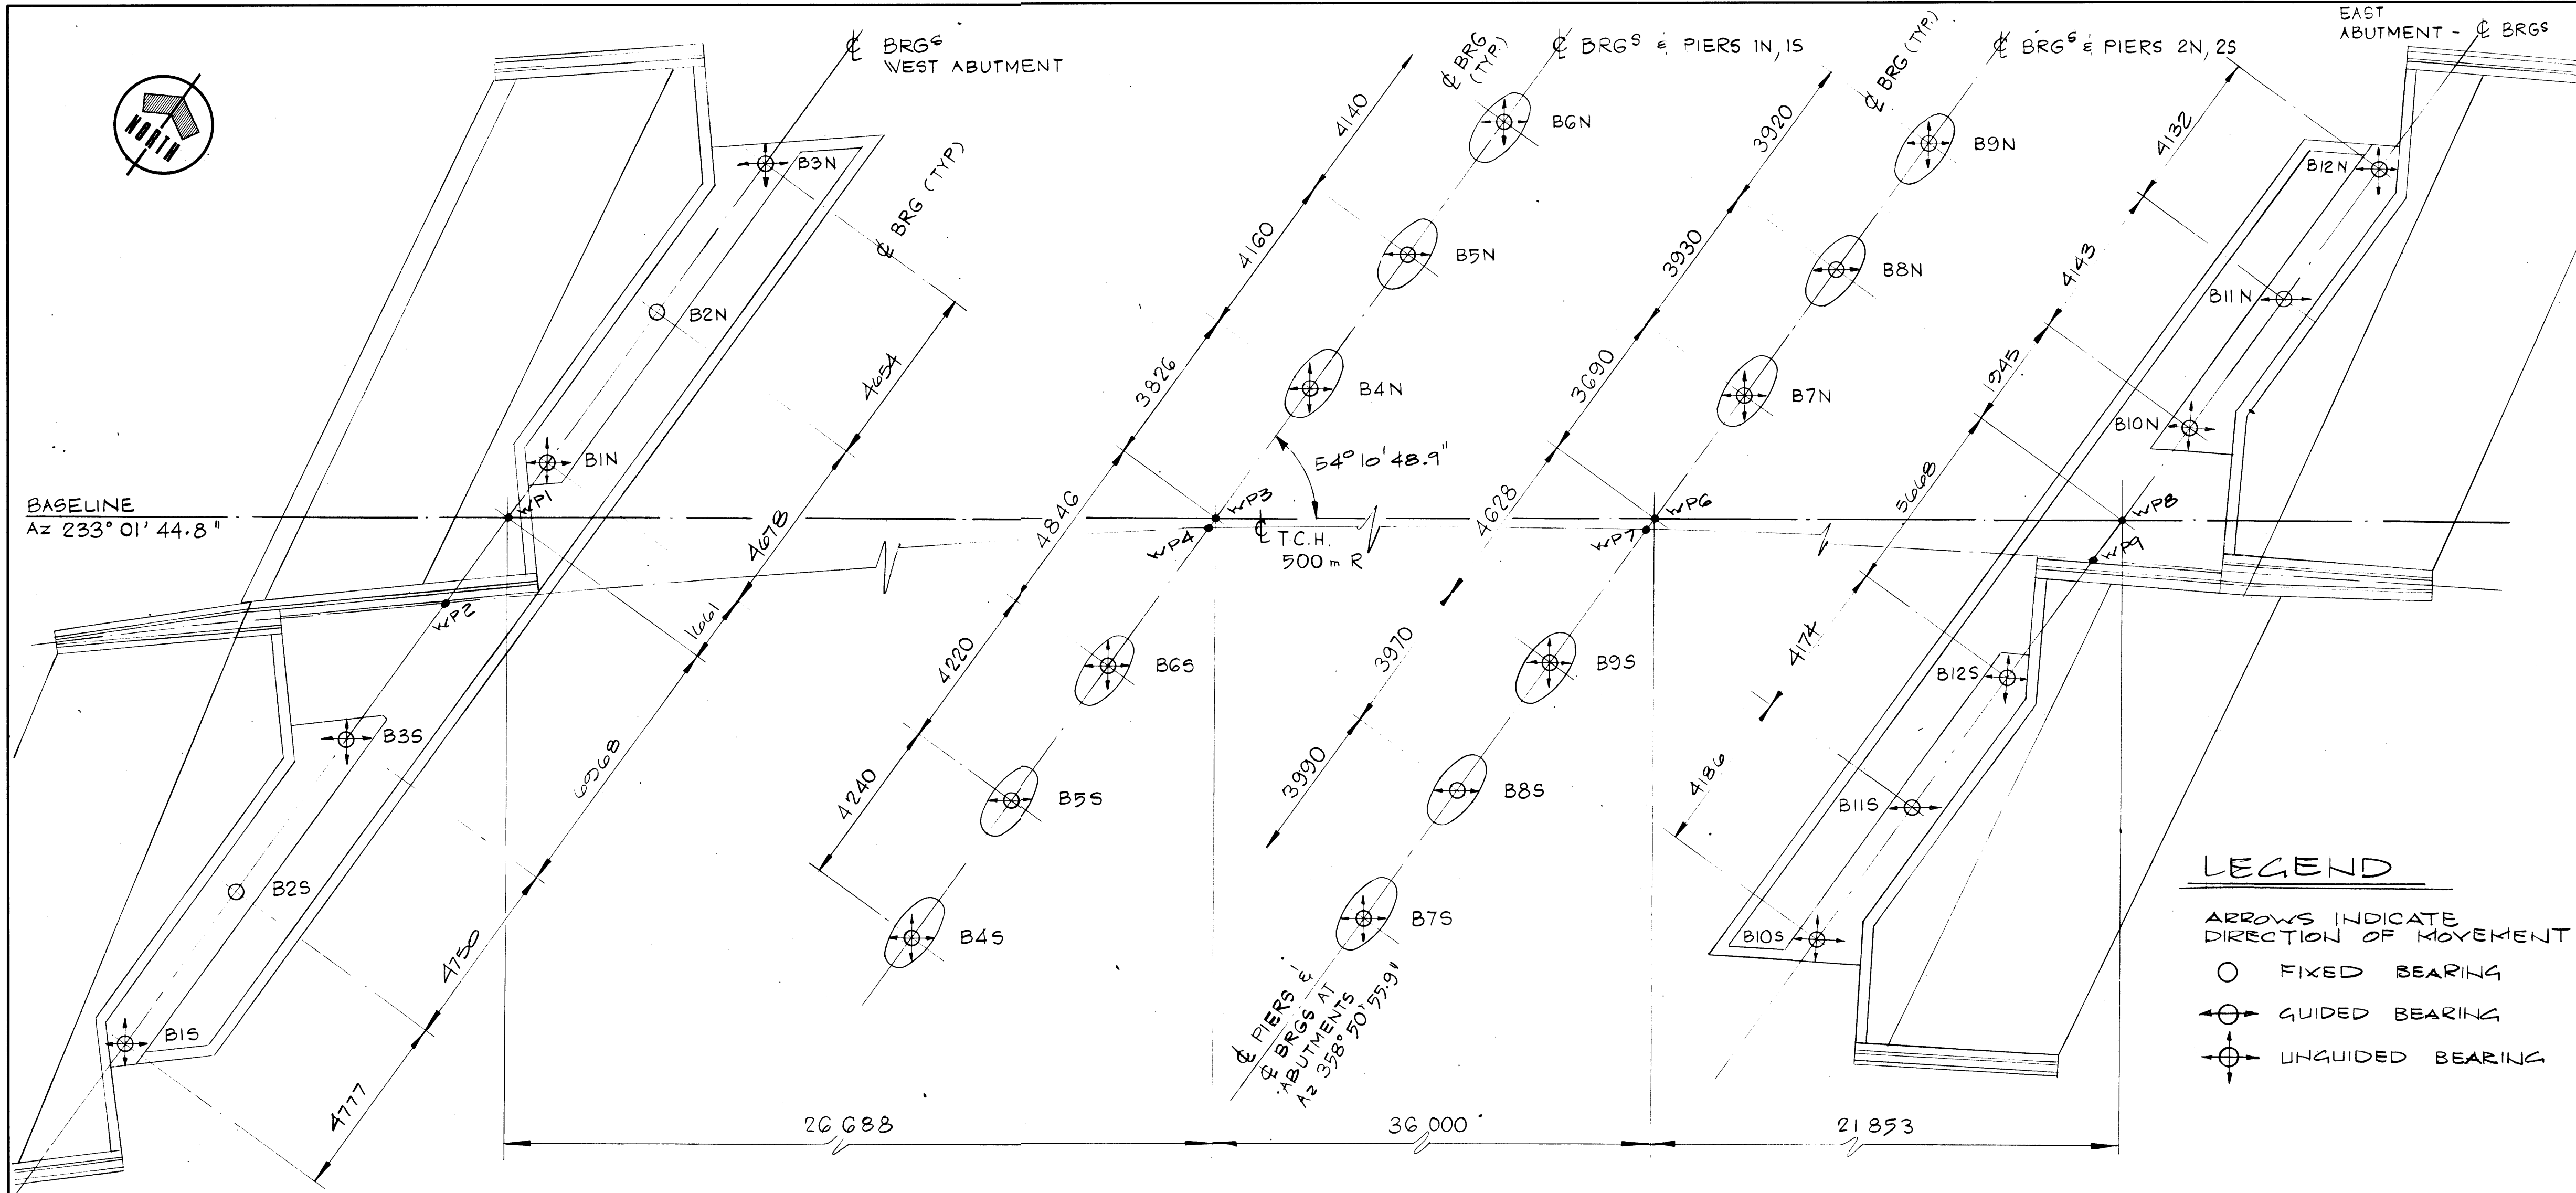 ℄ BRGS
WEST ABUTMENT
℄ BRG
(TYP.)
℄ BRGS & PIERS 1N, 1S
℄ BRG (TYP.)
℄ BRGS & PIERS 2N, 2S
EAST
ABUTMENT - ℄ BRGS
NORTH
B3N
℄ BRG (TYP)
B2N
B1N
4654
4678
1661
6968
4750
4777
BASELINE
AZ 233° 01' 44.8"
WP1
WP2
B3S
B2S
B1S
4140
4160
3826
4846
4220
4240
B6N
B5N
B4N
54° 10' 48.9"
WP3
WP4
℄ T.C.H.
500 m R
B6S
B5S
B4S
3920
3930
3690
4628
3970
3990
B9N
B8N
B7N
WP6
WP7
B9S
B8S
B7S
℄ PIERS &
℄ BRGS AT
ABUTMENTS
AZ 358° 50' 55.9"
4132
4143
1945
5668
4174
4186
B12N
B11N
B10N
WP8
WP9
B12S
B11S
B10S
26 688
36 000
21 853
LEGEND
ARROWS INDICATE
DIRECTION OF MOVEMENT
FIXED BEARING
GUIDED BEARING
UNGUIDED BEARING